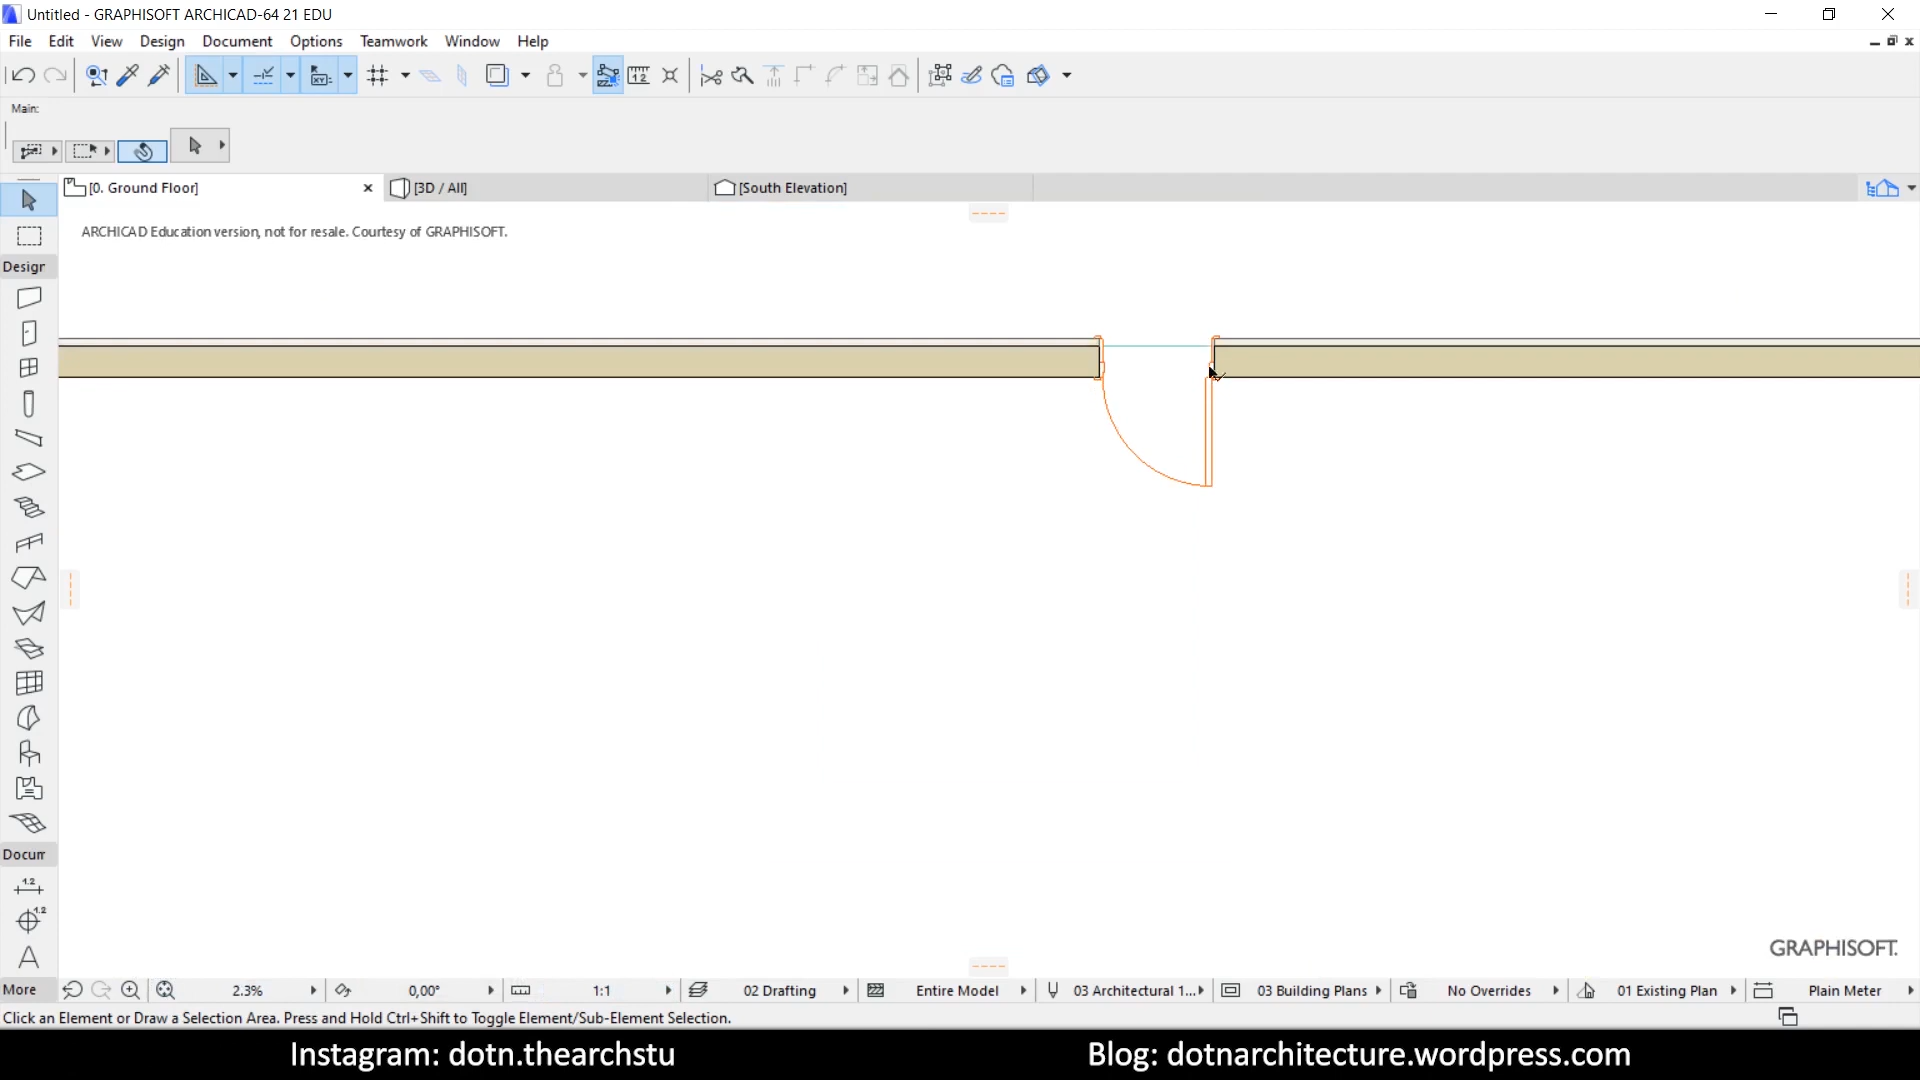 Untitled - GRAPHISOFT ARCHICAD-64 21 EDU
File Edit View Design Document Options Teamwork Window Help
Main:
[0. Ground Floor] [3D / All] [South Elevation]
ARCHICAD Education version, not for resale. Courtesy of GRAPHISOFT.
Design
Docum
1.2
1.2
GRAPHISOFT.
More 2.3% 0,00° 1:1 02 Drafting Entire Model 03 Architectural 1... 03 Building Plans No Overrides 01 Existing Plan Plain Meter
Click an Element or Draw a Selection Area. Press and Hold Ctrl+Shift to Toggle Element/Sub-Element Selection.
Instagram: dotn.thearchstu Blog: dotnarchitecture.wordpress.com